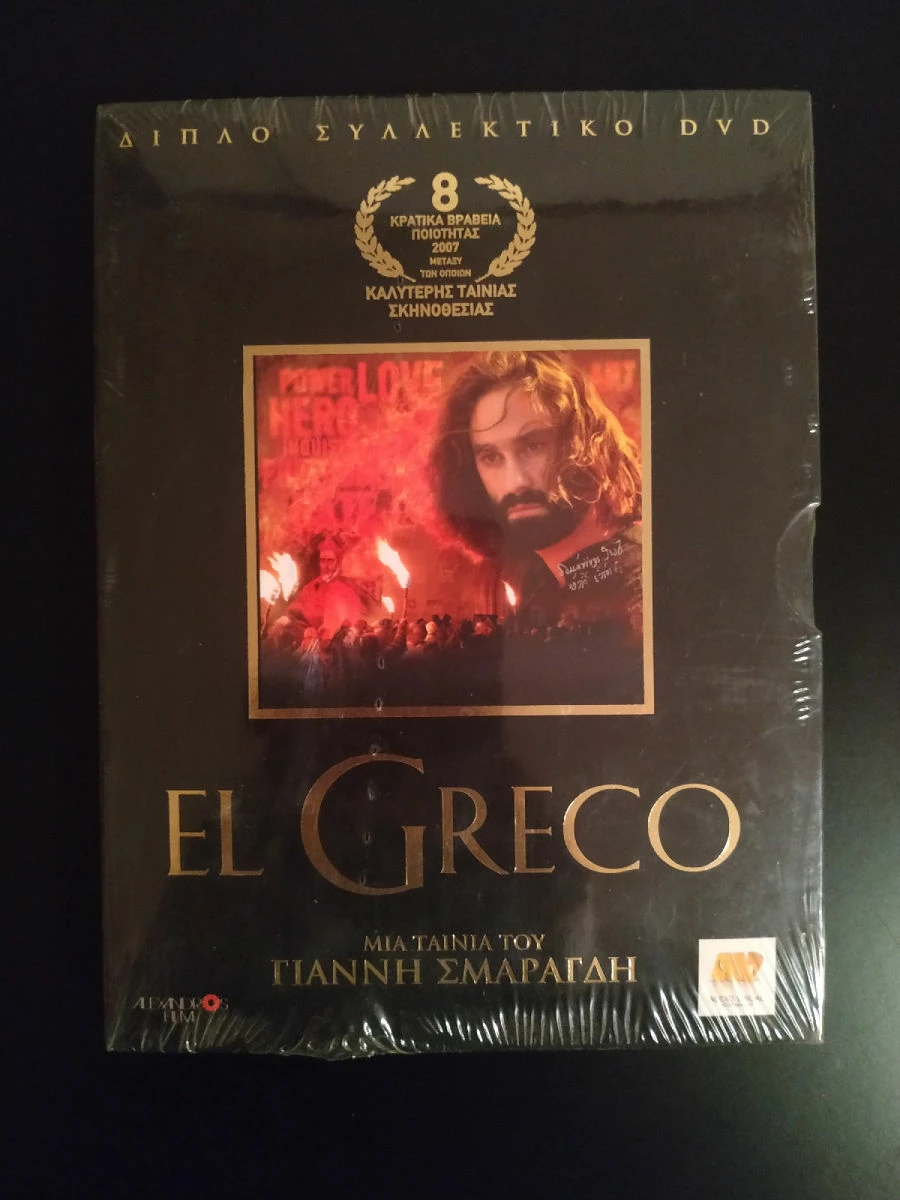 ΔΙΠΛΟ ΣΥΛΛΕΚΤΙΚΟ DVD
8
ΚΡΑΤΙΚΑ ΒΡΑΒΕΙΑ
ΠΟΙΟΤΗΤΑΣ
2007
ΜΕΤΑΞΥ
ΤΩΝ ΟΠΟΙΩΝ
ΚΑΛΥΤΕΡΗΣ ΤΑΙΝΙΑΣ
ΣΚΗΝΟΘΕΣΙΑΣ
POWER LOVE ART
HERO
EL GRECO
ΜΙΑ ΤΑΙΝΙΑ ΤΟΥ
ΓΙΑΝΝΗ ΣΜΑΡΑΓΔΗ
ALEXANDROS
FILM